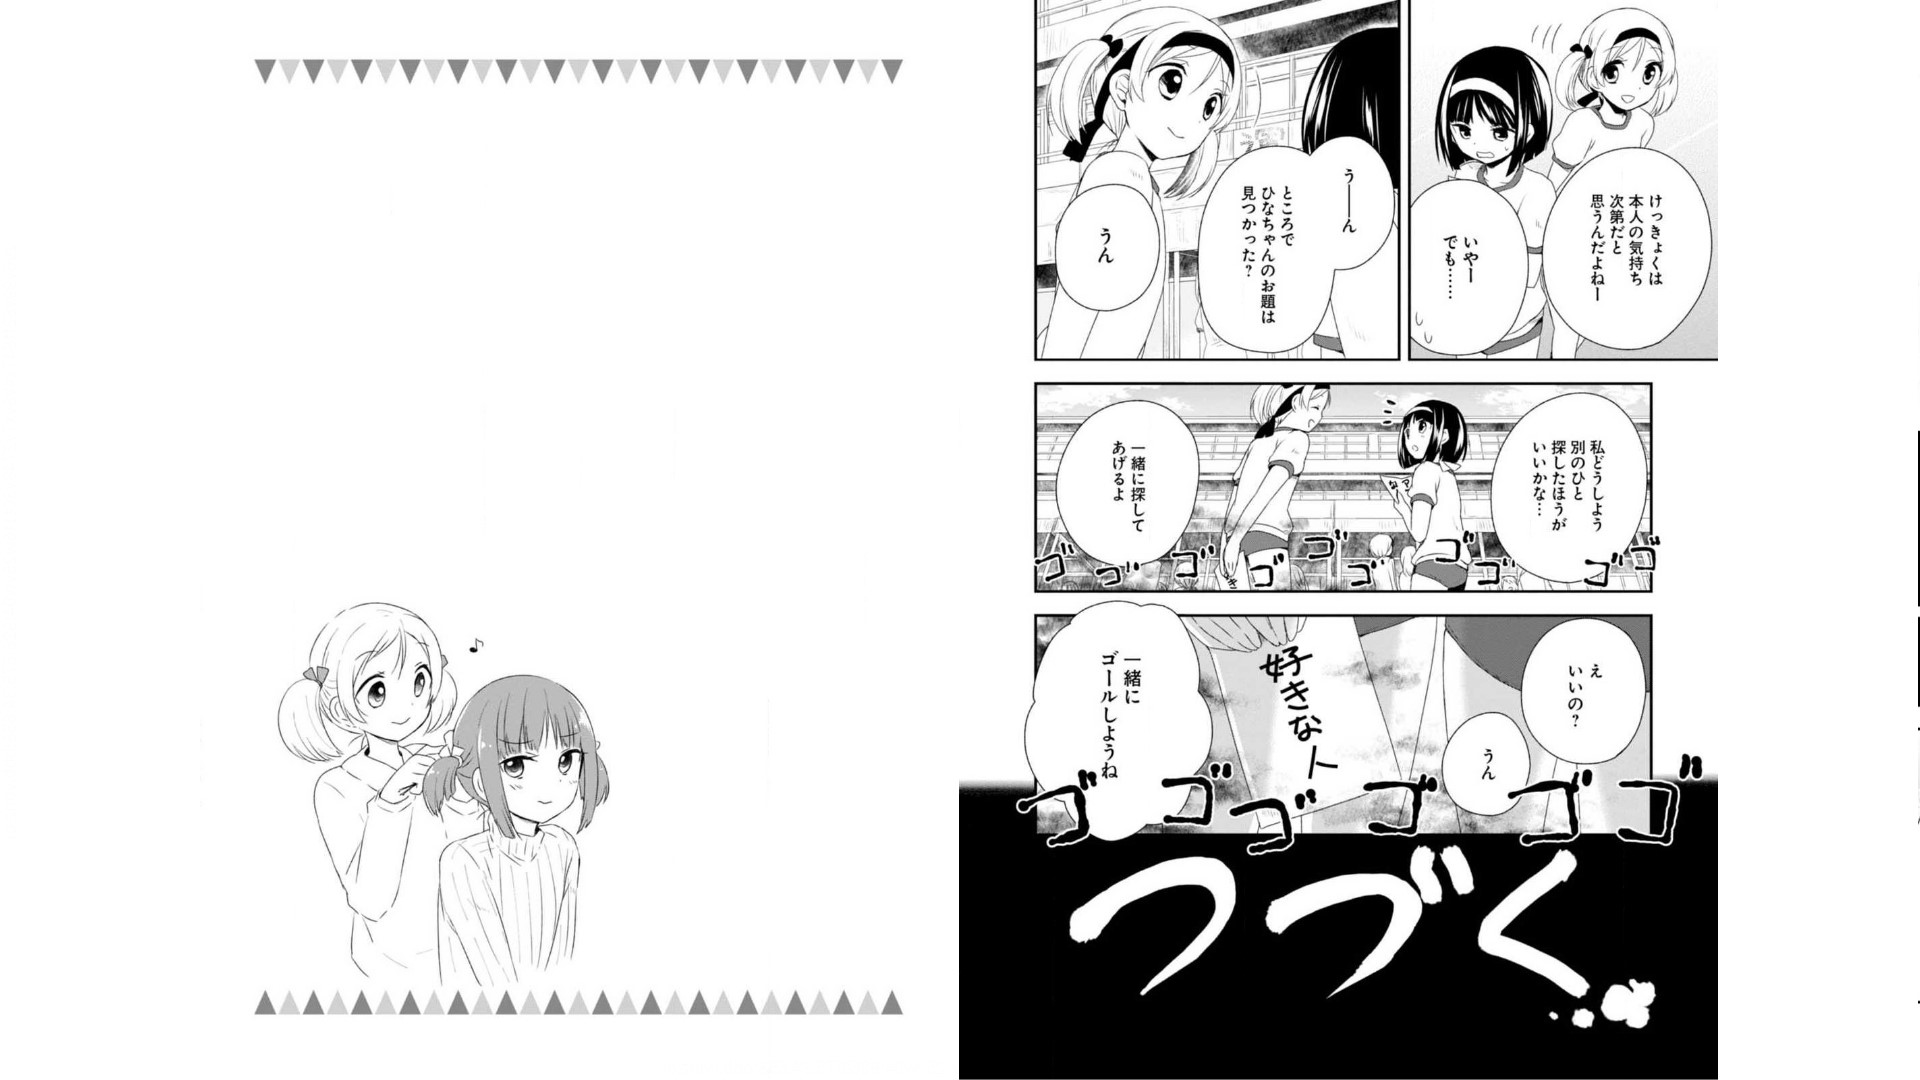 けっきょくは
本人の気持ち
次第だと
思うんだよねー
いやー
でも……
うーーん
ところで
ひなちゃんのお題は
見つかった？
うん
私どうしよう
別のひと
探したほうが
いいかな…
一緒に探して
あげるよ
ゴゴゴゴゴゴゴゴゴ
え
いいの？
うん
好きな人
一緒に
ゴールしようね
ゴゴゴゴゴゴ
つづく